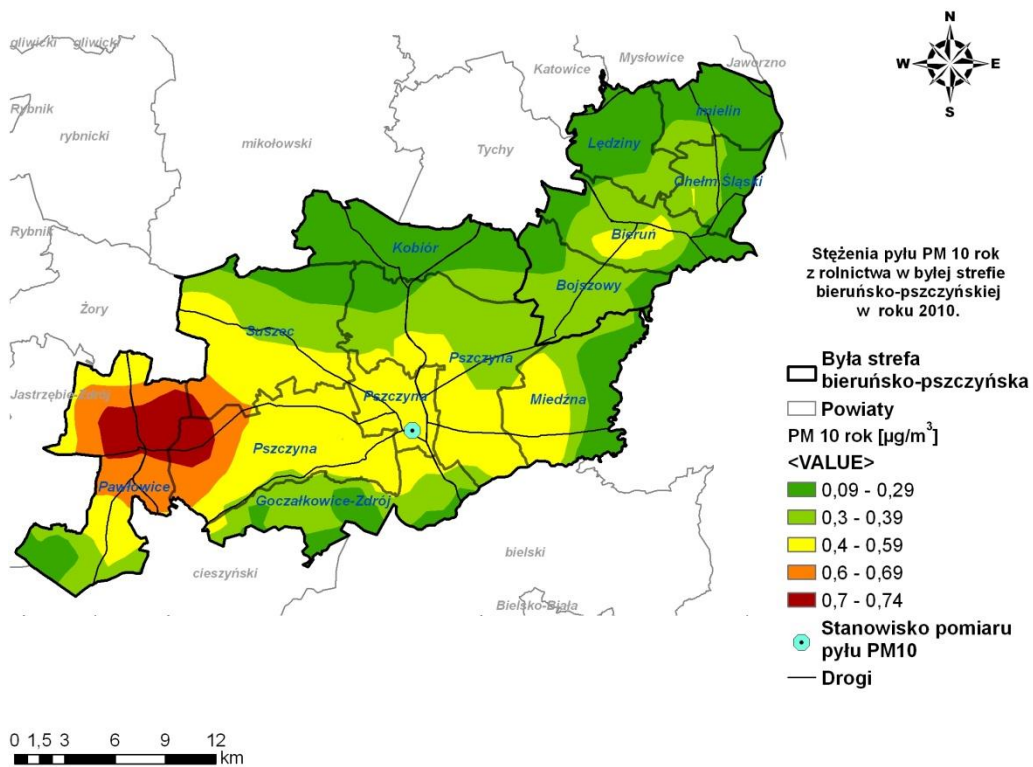 N
W E
S
gliwicki gliwicki
Mysłowice
Katowice
Jaworzno
Rybnik
rybnicki
mikołowski
Tychy
Imielin
Lędziny
Chełm Śląski
Rybnik
Kobiór
Bieruń
Bojszowy
Żory
Suszec
Pszczyna
Jastrzębie-Zdrój
Pszczyna
Miedźna
Pszczyna
Pawłowice
Goczałkowice-Zdrój
cieszyński
bielski
Bielsko-Biała
Stężenia pyłu PM 10 rok
z rolnictwa w byłej strefie
bieruńsko-pszczyńskiej
w roku 2010.
Była strefa
bieruńsko-pszczyńska
Powiaty
PM 10 rok [µg/m³]
<VALUE>
0,09 - 0,29
0,3 - 0,39
0,4 - 0,59
0,6 - 0,69
0,7 - 0,74
Stanowisko pomiaru
pyłu PM10
Drogi
0 1,5 3 6 9 12
km